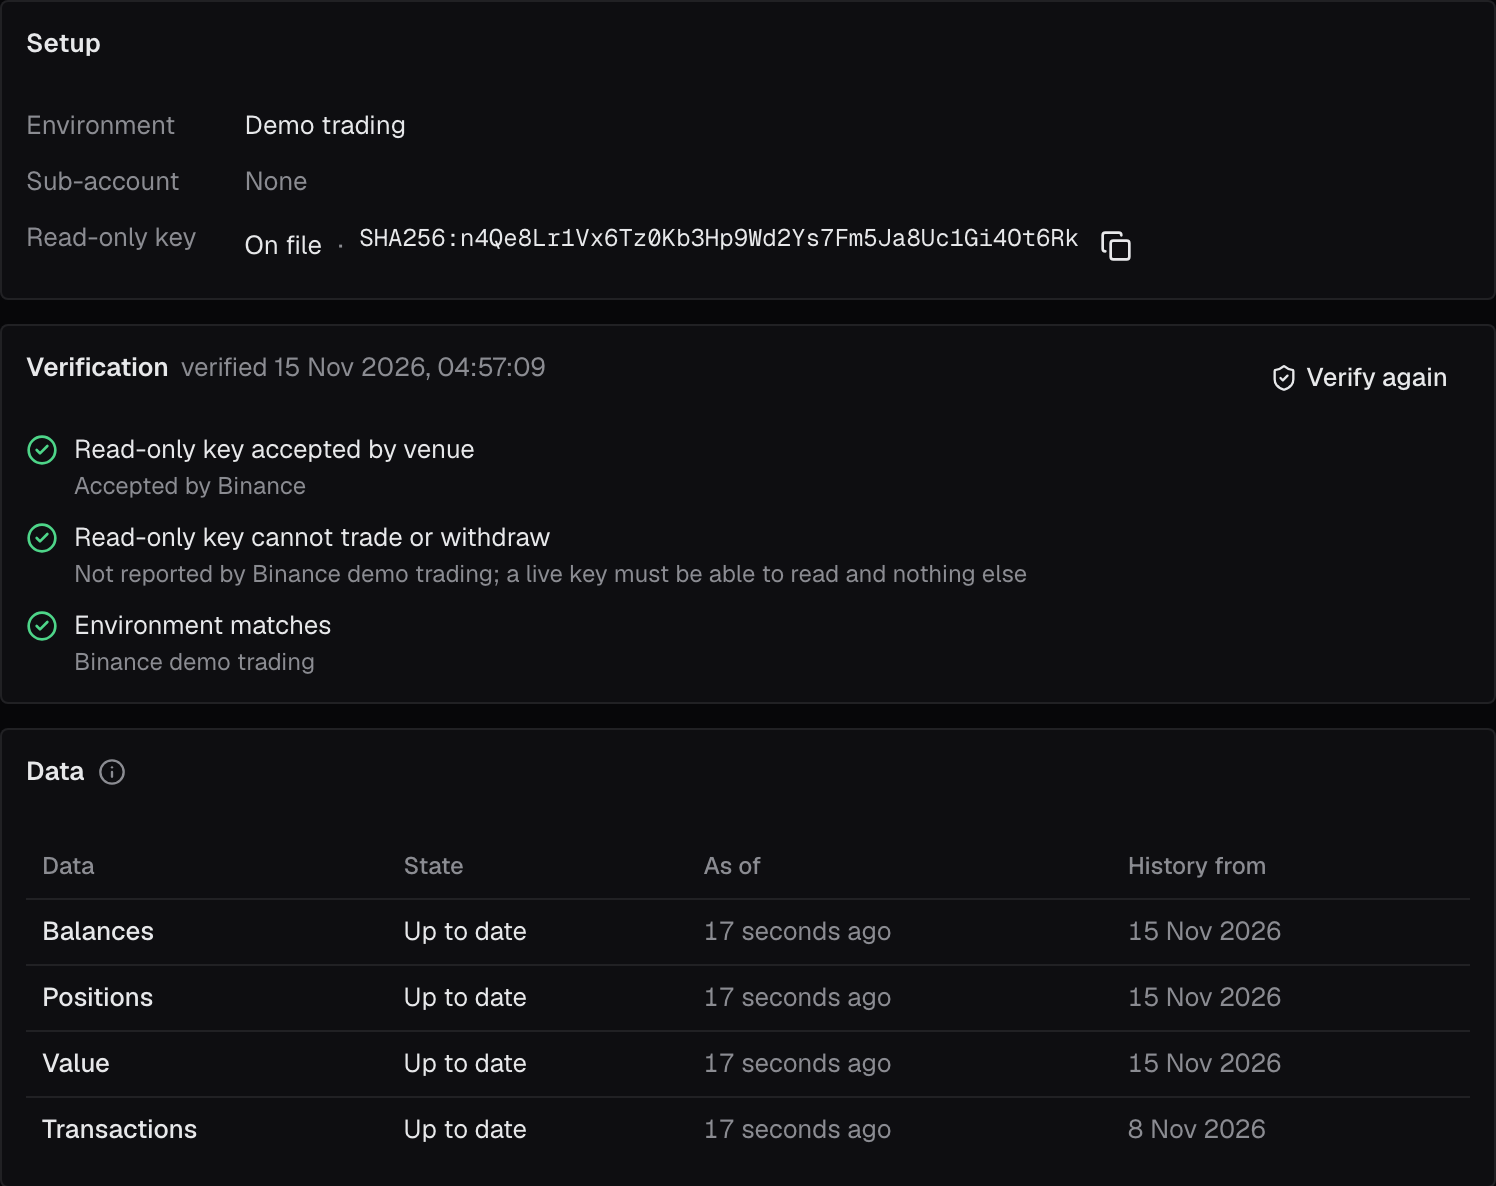 Setup
Environment Demo trading
Sub-account None
Read-only key On file · SHA256:n4Qe8Lr1Vx6Tz0Kb3Hp9Wd2Ys7Fm5Ja8Uc1Gi4Ot6Rk
Verification verified 15 Nov 2026, 04:57:09
Verify again
Read-only key accepted by venue
Accepted by Binance
Read-only key cannot trade or withdraw
Not reported by Binance demo trading; a live key must be able to read and nothing else
Environment matches
Binance demo trading
Data
Data State As of History from
Balances Up to date 17 seconds ago 15 Nov 2026
Positions Up to date 17 seconds ago 15 Nov 2026
Value Up to date 17 seconds ago 15 Nov 2026
Transactions Up to date 17 seconds ago 8 Nov 2026